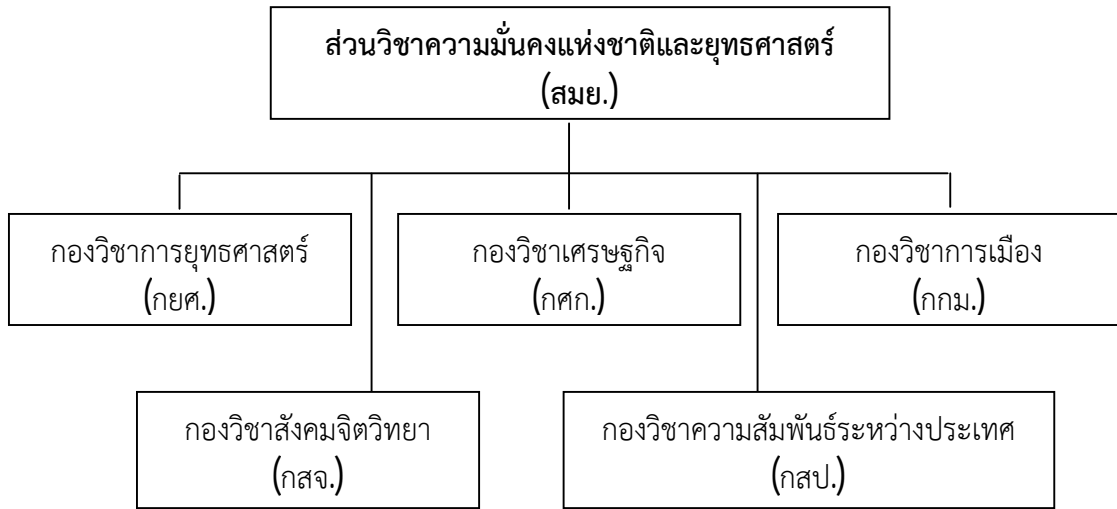 ส่วนวิชาความมั่นคงแห่งชาติและยุทธศาสตร์
(สมย.)
กองวิชาการยุทธศาสตร์
(กยศ.)
กองวิชาเศรษฐกิจ
(กศก.)
กองวิชาการเมือง
(กกม.)
กองวิชาสังคมจิตวิทยา
(กสจ.)
กองวิชาความสัมพันธ์ระหว่างประเทศ
(กสป.)